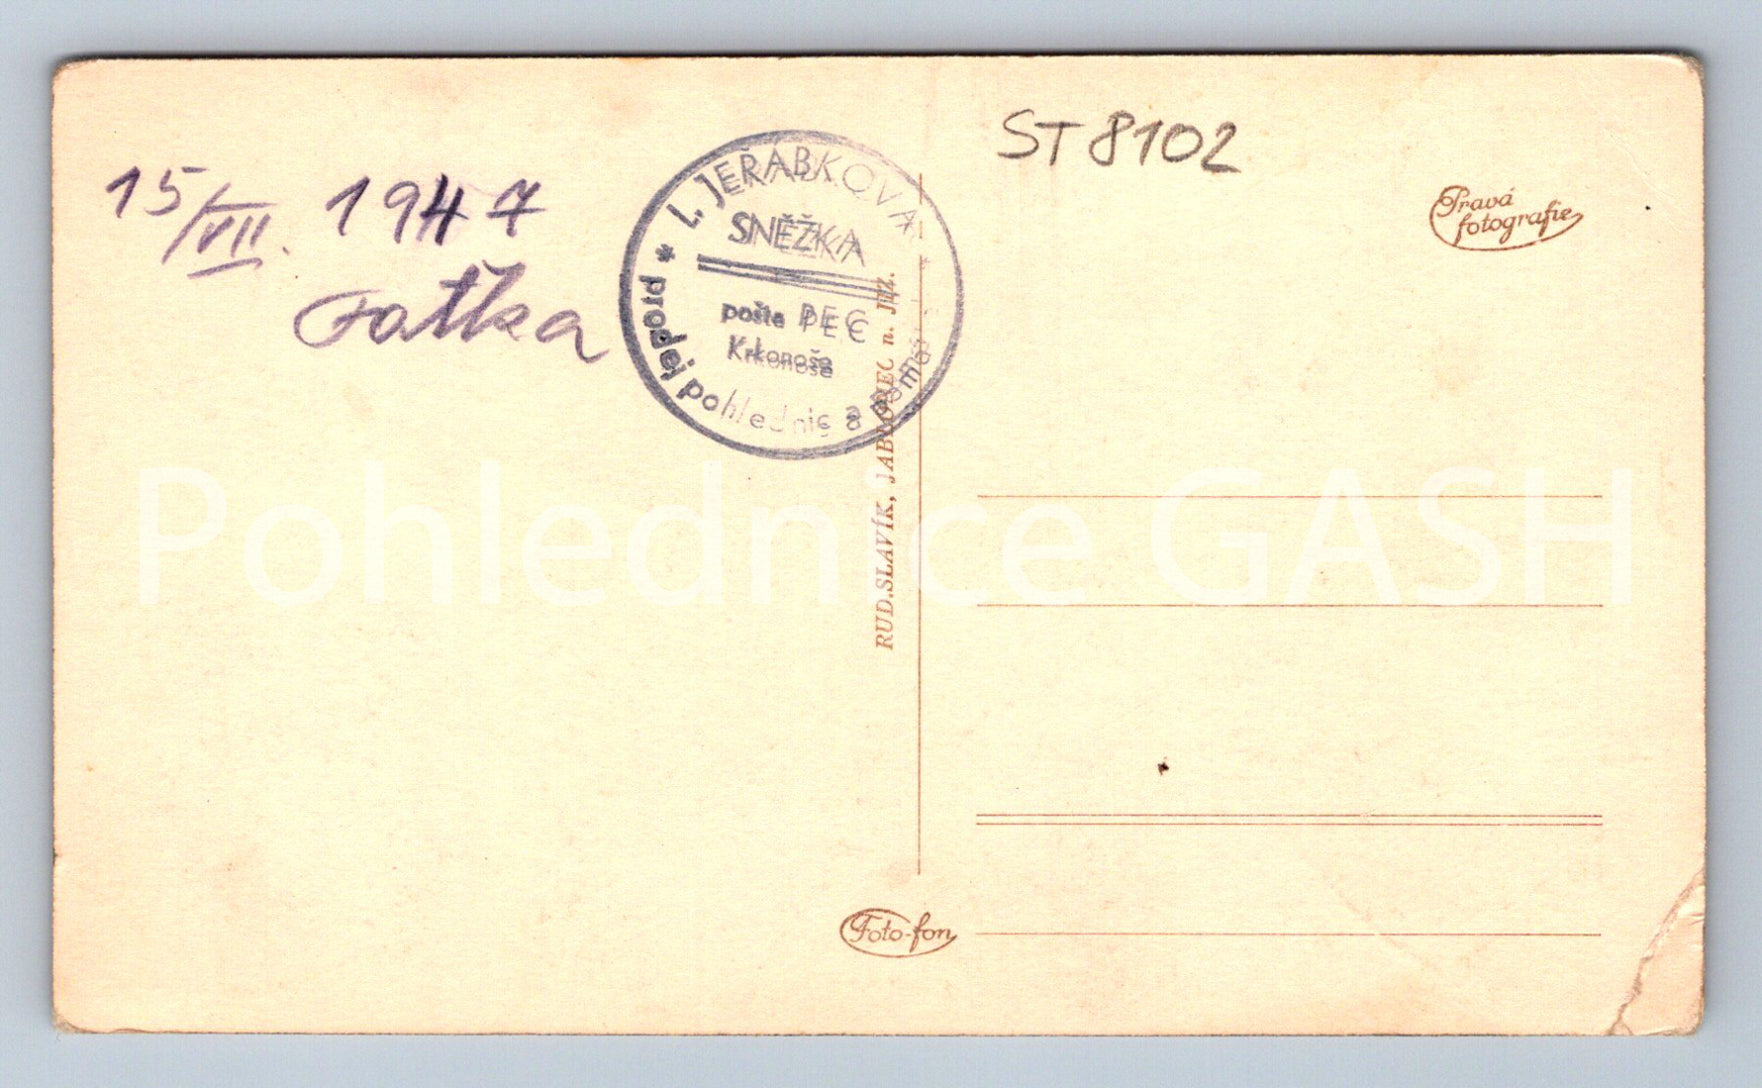 15/VII. 1947
ST 8102
Pravá
fotografie
L. JEŘÁBKOVÁ
SNĚŽKA
pošta PEC
Krkonoše
* prodej pohlednic a
RUD. SLAVÍK, JABLONEC n. JIZ.
Pohlednice GASH
Foto-fon